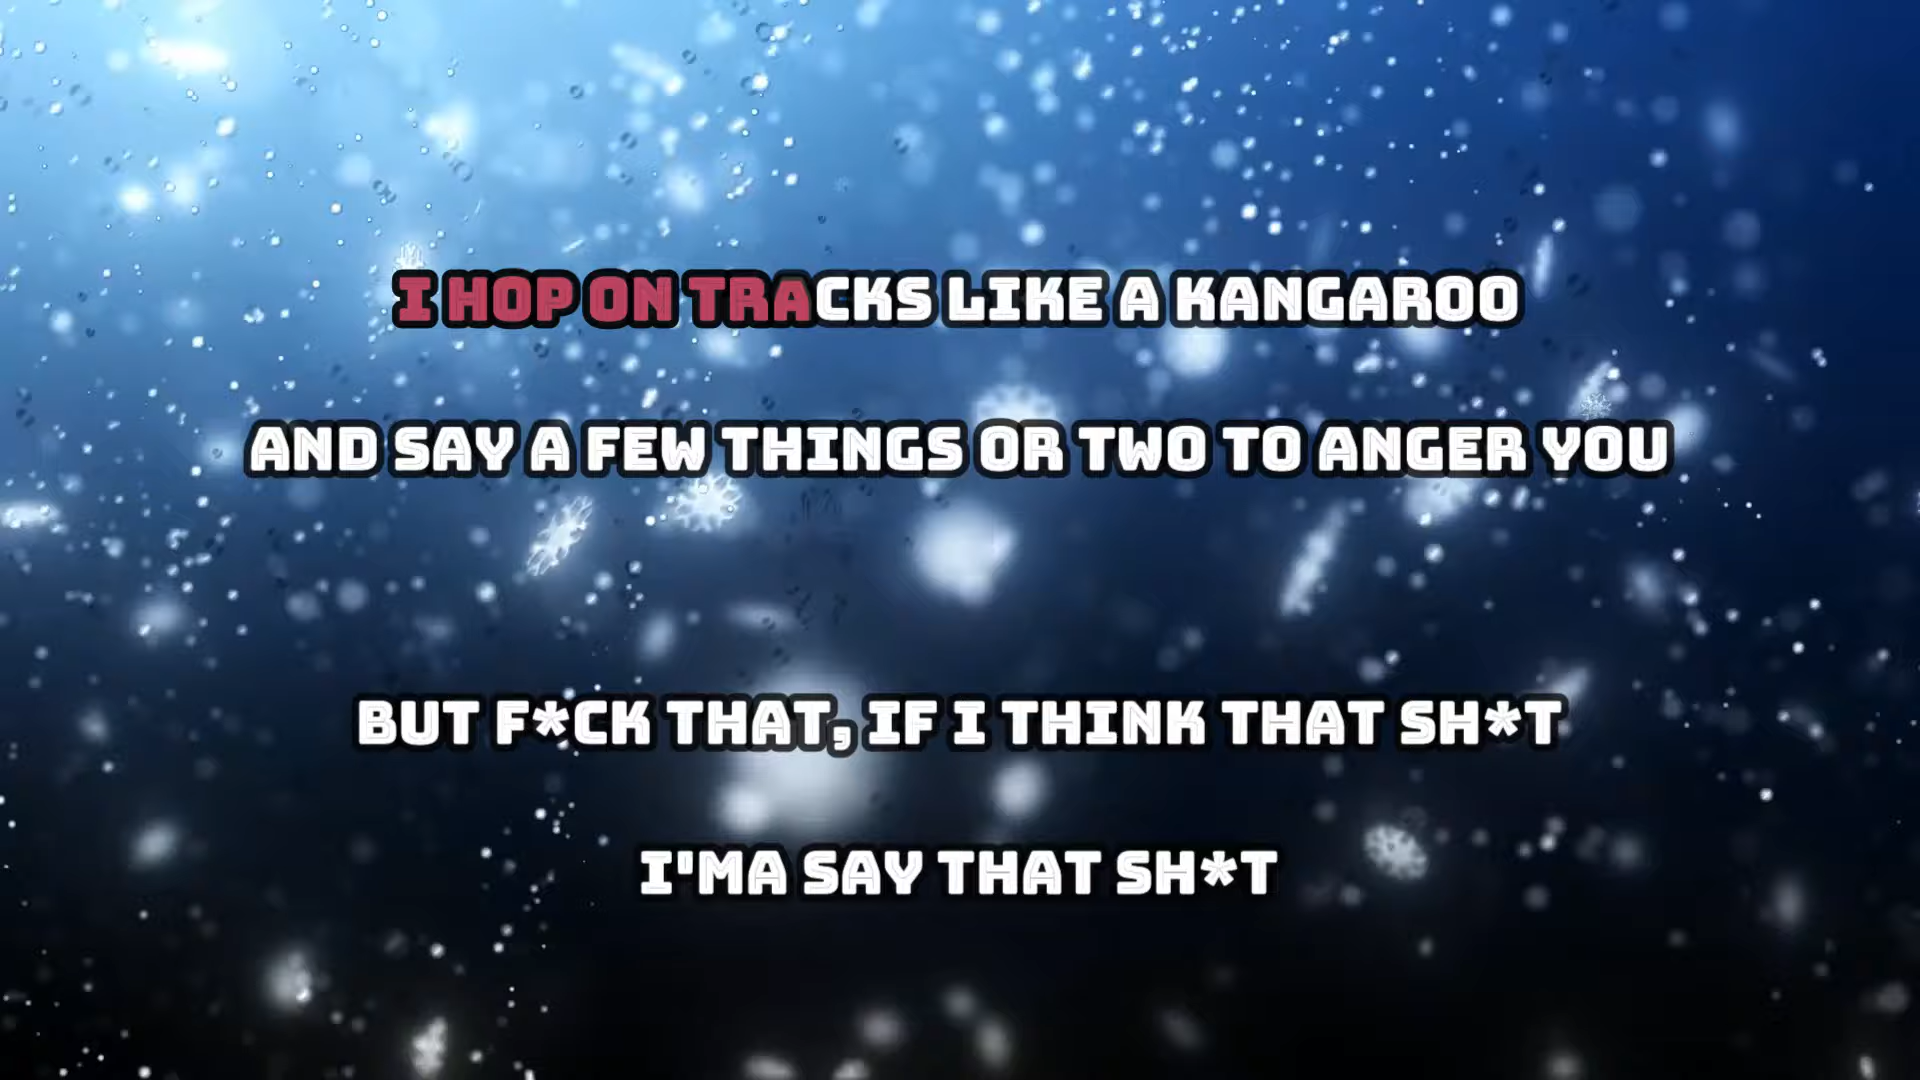 I HOP ON TRACKS LIKE A KANGAROO
AND SAY A FEW THINGS OR TWO TO ANGER YOU
BUT F*CK THAT, IF I THINK THAT SH*T
I'MA SAY THAT SH*T